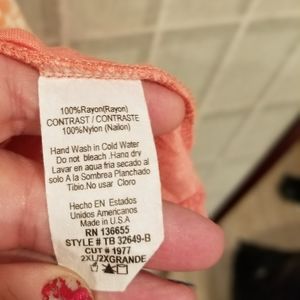 100%Rayon(Rayon)
CONTRAST / CONTRASTE
100%Nylon (Nailon)
Hand Wash in Cold Water
Do not bleach .Hang dry
Lavar en agua fria secado al
solo A la Sombrea Planchado
Tibio.No usar Cloro
Hecho EN Estados
Unidos Americanos
Made in U.S.A
RN 136655
STYLE # TB 32649-B
CUT # 1977
2XL/2XGRANDE